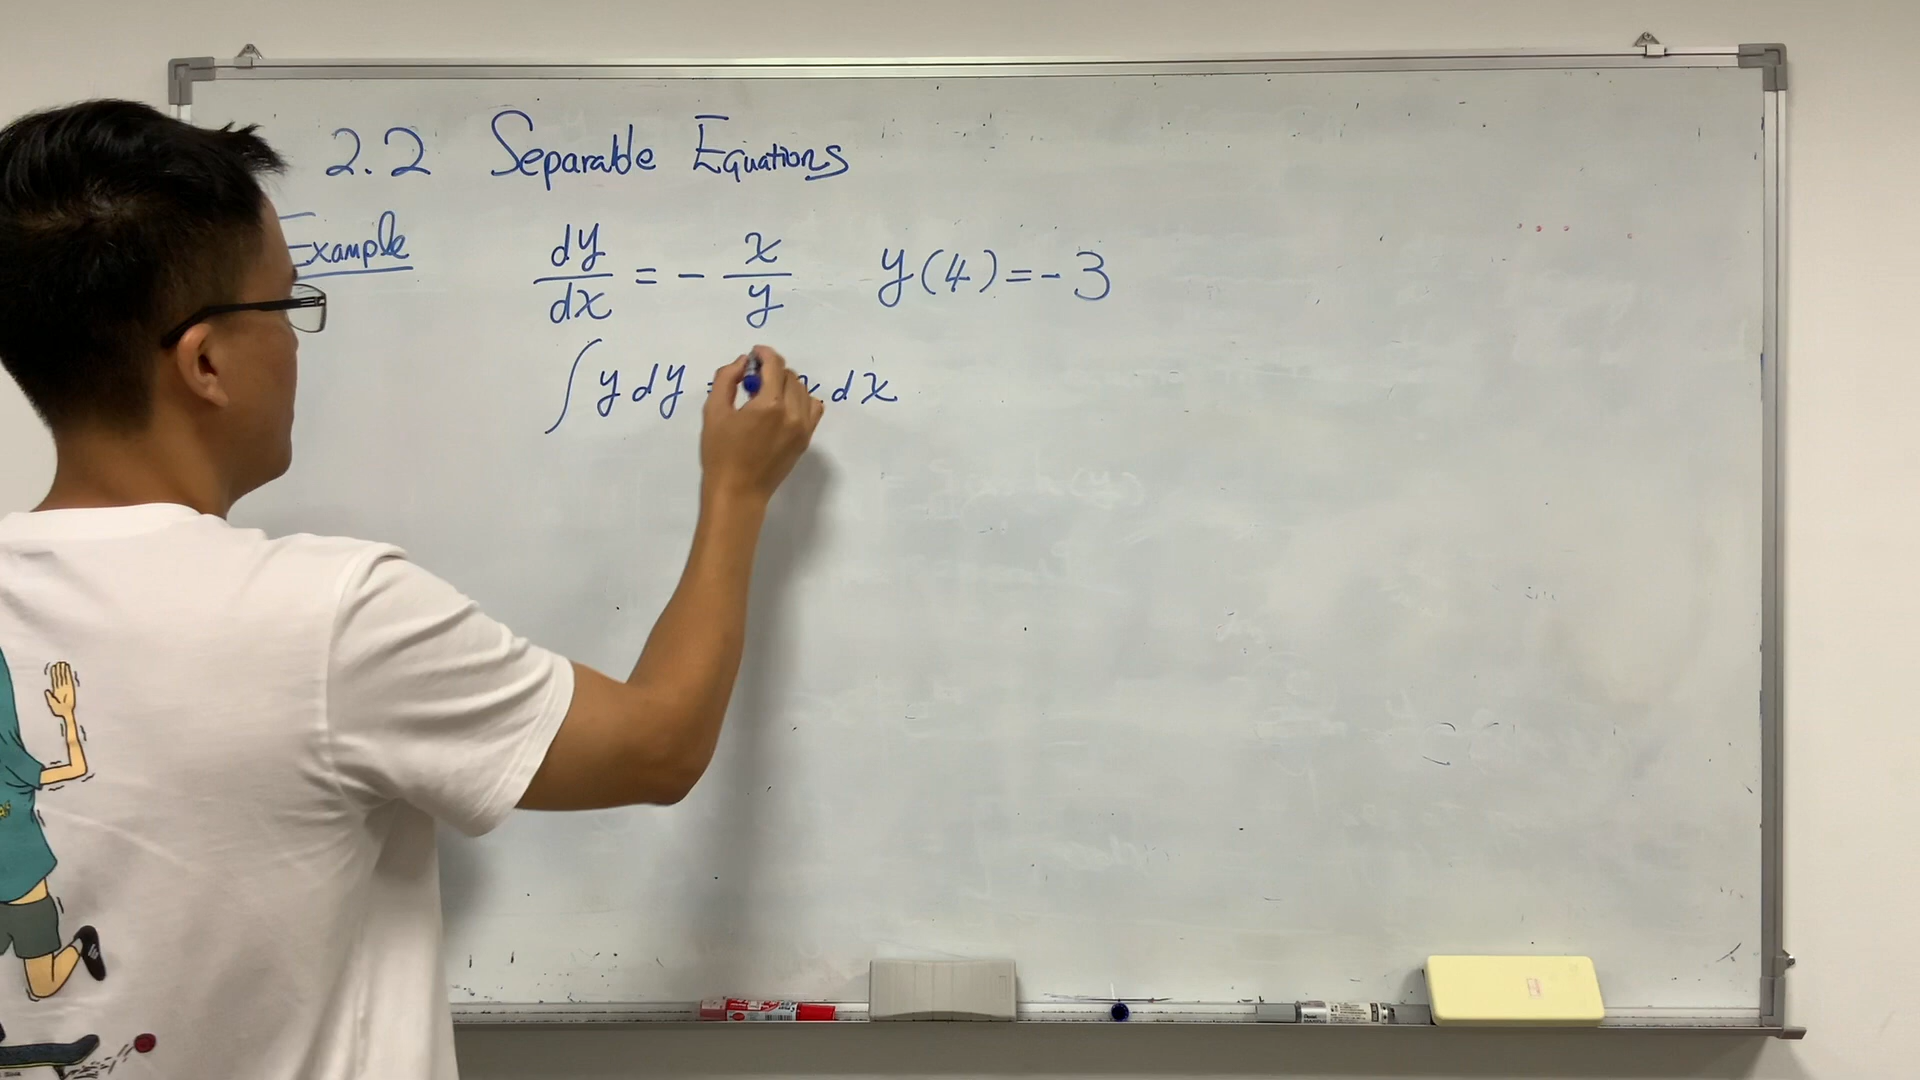 2.2 Separable Equations
Example dy/dx = - x/y y(4) = -3
∫ y dy = x dx